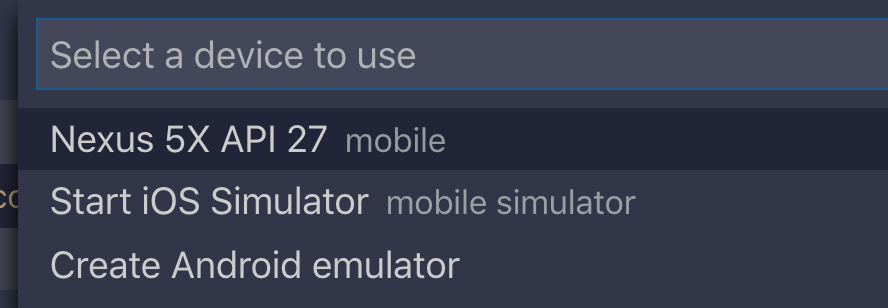 Select a device to use
Nexus 5X API 27 mobile
Start iOS Simulator mobile simulator
Create Android emulator